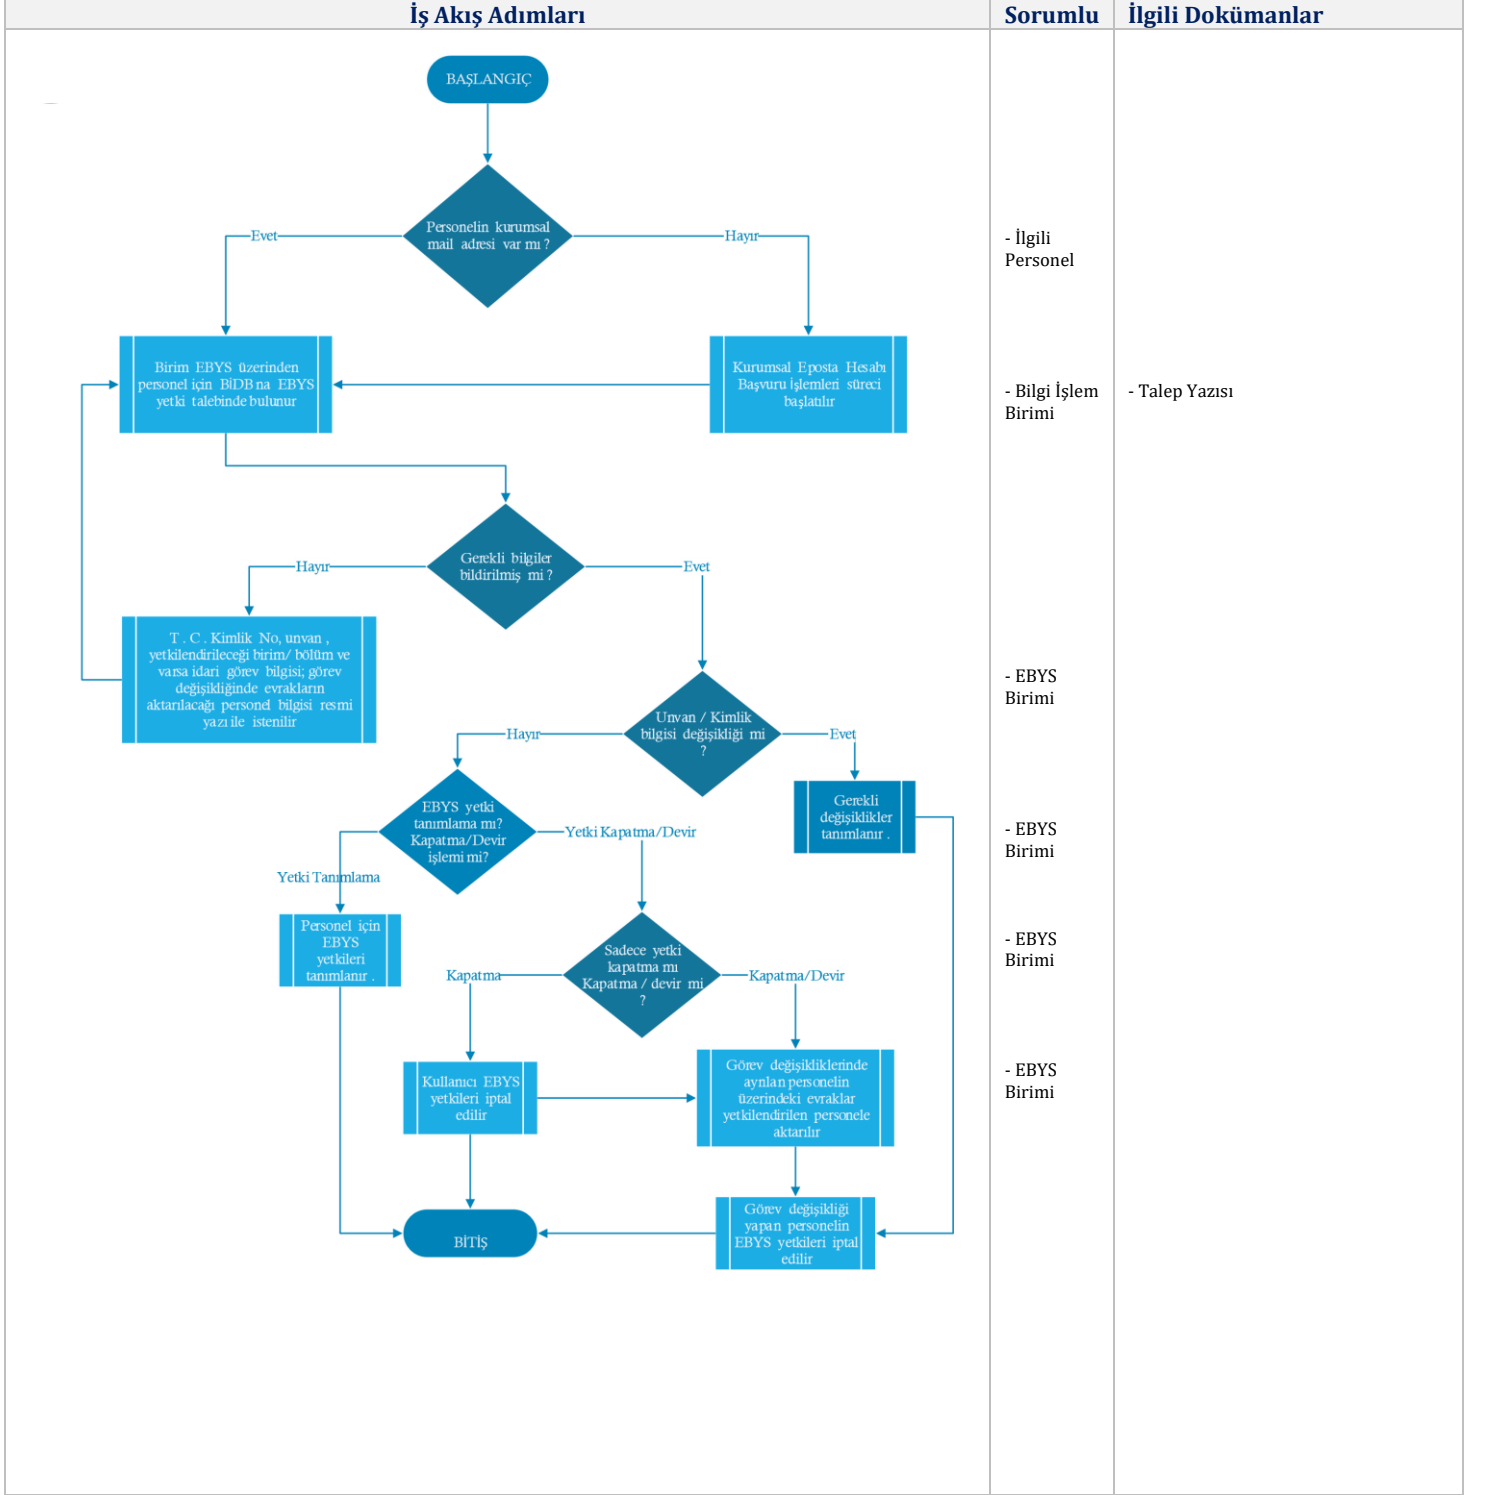 İş Akış Adımları
Sorumlu
İlgili Dokümanlar
BAŞLANGIÇ
Personelin kurumsal
mail adresi var mı ?
Evet
Hayır
- İlgili
Personel
Birim EBYS üzerinden
personel için BİDB na EBYS
yetki talebinde bulunur
Kurumsal Eposta Hesabı
Başvuru İşlemleri süreci
başlatılır
- Bilgi İşlem
Birimi
- Talep Yazısı
Gerekli bilgiler
bildirilmiş mi ?
Hayır
Evet
T . C . Kimlik No, unvan ,
yetkilendirileceği birim/ bölüm ve
varsa idari görev bilgisi; görev
değişikliğinde evrakların
aktarılacağı personel bilgisi resmi
yazı ile istenilir
- EBYS
Birimi
Unvan / Kimlik
bilgisi değişikliği mi
?
Hayır
Evet
Gerekli
değişiklikler
tanımlanır .
EBYS yetki
tanımlama mı?
Kapatma/Devir
işlemi mi?
Yetki Kapatma/Devir
Yetki Tanımlama
- EBYS
Birimi
Personel için
EBYS
yetkileri
tanımlanır .
Sadece yetki
kapatma mı
Kapatma / devir mi
?
Kapatma
Kapatma/Devir
- EBYS
Birimi
Kullanıcı EBYS
yetkileri iptal
edilir
Görev değişikliklerinde
ayrılan personelin
üzerindeki evraklar
yetkilendirilen personele
aktarılır
- EBYS
Birimi
BİTİŞ
Görev değişikliği
yapan personelin
EBYS yetkileri iptal
edilir